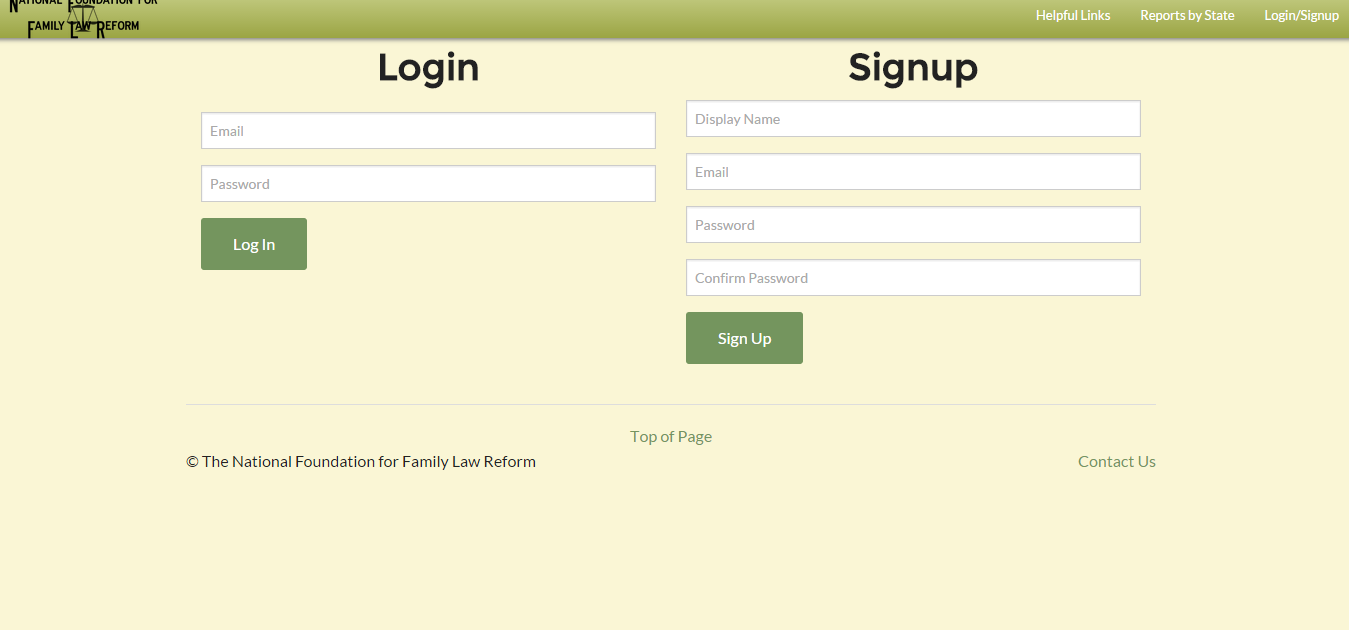 National Foundation for
Family Law Reform
Helpful Links
Reports by State
Login/Signup
Login
Email
Password
Log In
Signup
Display Name
Email
Password
Confirm Password
Sign Up
Top of Page
© The National Foundation for Family Law Reform
Contact Us